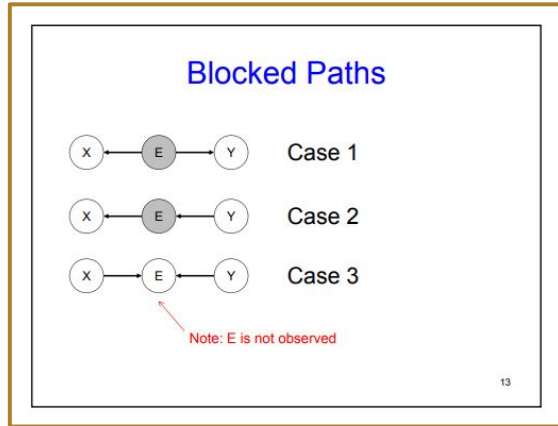 Blocked Paths
X E Y Case 1
X E Y Case 2
X E Y Case 3
Note: E is not observed
13